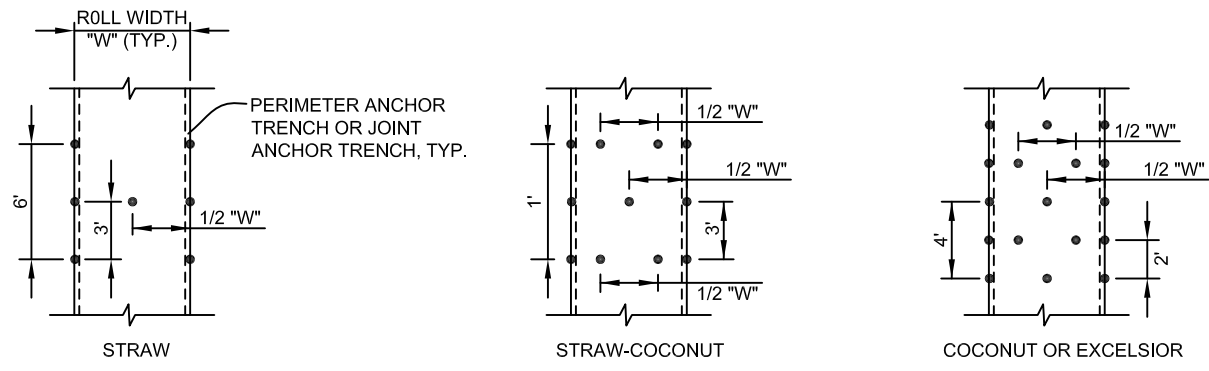 R0LL WIDTH
"W" (TYP.)
PERIMETER ANCHOR
TRENCH OR JOINT
ANCHOR TRENCH, TYP.
6'
3'
1/2 "W"
STRAW
1/2 "W"
1/2 "W"
1'
3'
1/2 "W"
STRAW-COCONUT
1/2 "W"
1/2 "W"
4'
2'
COCONUT OR EXCELSIOR